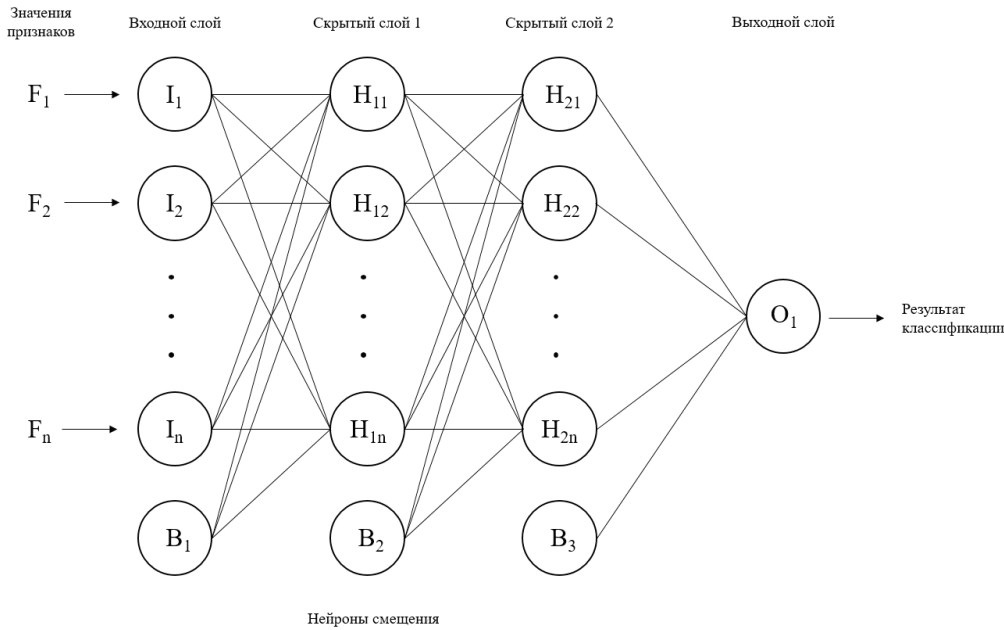 Значения
признаков
Входной слой
Скрытый слой 1
Скрытый слой 2
Выходной слой
F₁
I₁
H₁₁
H₂₁
F₂
I₂
H₁₂
H₂₂
O₁
Результат
классификации
Fₙ
Iₙ
H₁ₙ
H₂ₙ
B₁
B₂
B₃
Нейроны смещения